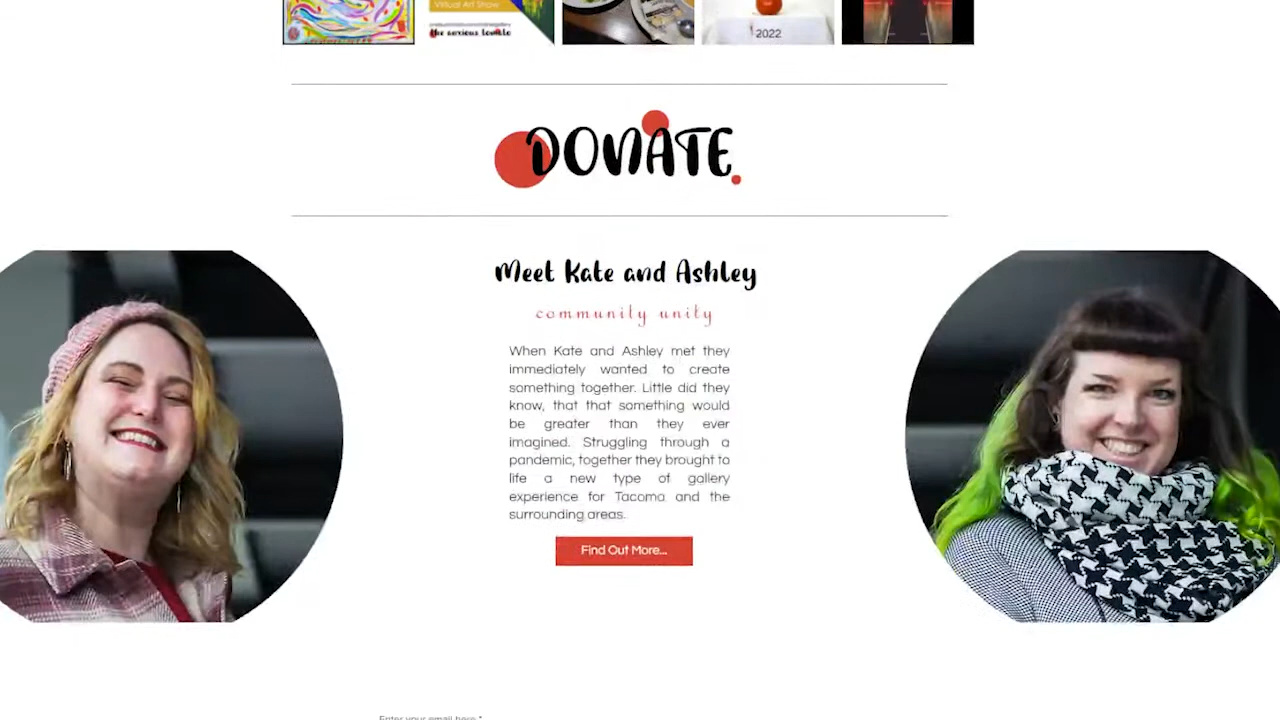 Virtual Art Show
the anxious tomato
2022
DONATE
Meet Kate and Ashley
community unity
When Kate and Ashley met they
immediately wanted to create
something together. Little did they
know, that that something would
be greater than they ever
imagined. Struggling through a
pandemic, together they brought to
life a new type of gallery
experience for Tacoma and the
surrounding areas.
Find Out More...
Enter your email here *